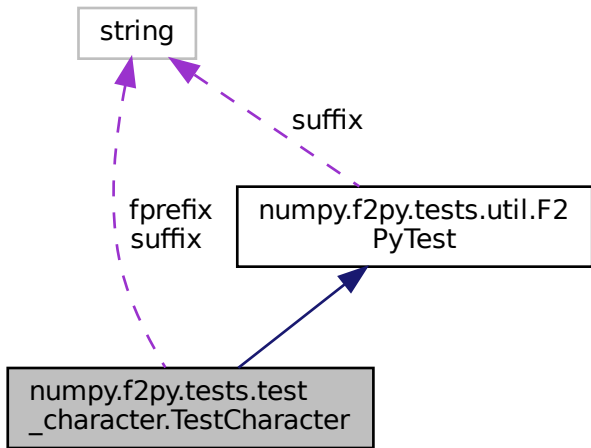 string
suffix
fprefix
suffix
numpy.f2py.tests.util.F2
PyTest
numpy.f2py.tests.test
_character.TestCharacter